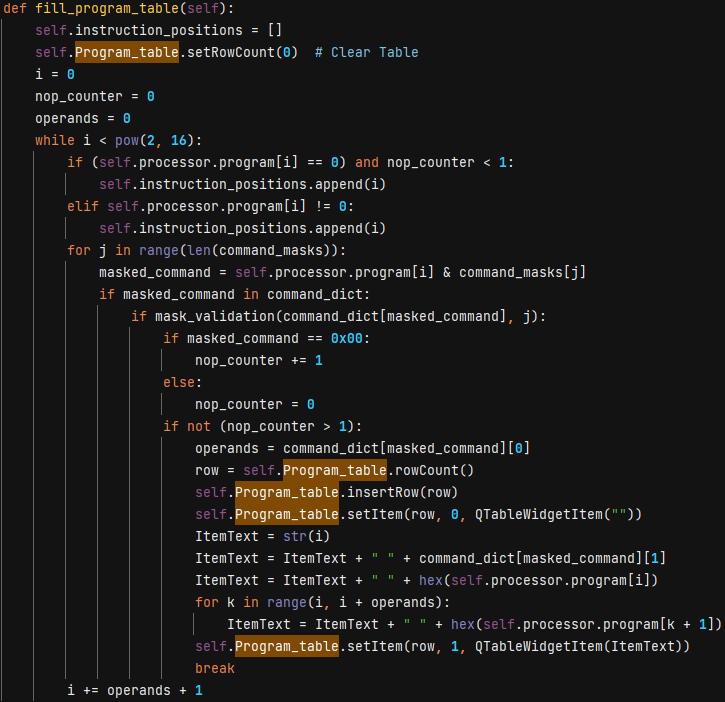 def fill_program_table(self):
    self.instruction_positions = []
    self.Program_table.setRowCount(0)  # Clear Table
    i = 0
    nop_counter = 0
    operands = 0
    while i < pow(2, 16):
        if (self.processor.program[i] == 0) and nop_counter < 1:
            self.instruction_positions.append(i)
        elif self.processor.program[i] != 0:
            self.instruction_positions.append(i)
        for j in range(len(command_masks)):
            masked_command = self.processor.program[i] & command_masks[j]
            if masked_command in command_dict:
                if mask_validation(command_dict[masked_command], j):
                    if masked_command == 0x00:
                        nop_counter += 1
                    else:
                        nop_counter = 0
                    if not (nop_counter > 1):
                        operands = command_dict[masked_command][0]
                        row = self.Program_table.rowCount()
                        self.Program_table.insertRow(row)
                        self.Program_table.setItem(row, 0, QTableWidgetItem(""))
                        ItemText = str(i)
                        ItemText = ItemText + " " + command_dict[masked_command][1]
                        ItemText = ItemText + " " + hex(self.processor.program[i])
                        for k in range(i, i + operands):
                            ItemText = ItemText + " " + hex(self.processor.program[k + 1])
                        self.Program_table.setItem(row, 1, QTableWidgetItem(ItemText))
                        break
        i += operands + 1